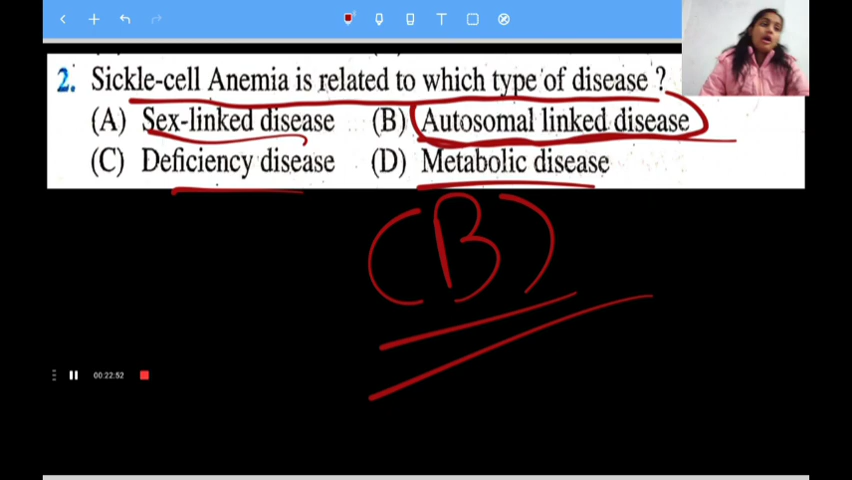 T
2. Sickle-cell Anemia is related to which type of disease ?
(A) Sex-linked disease (B) Autosomal linked disease
(C) Deficiency disease (D) Metabolic disease
(B)
00:22:52